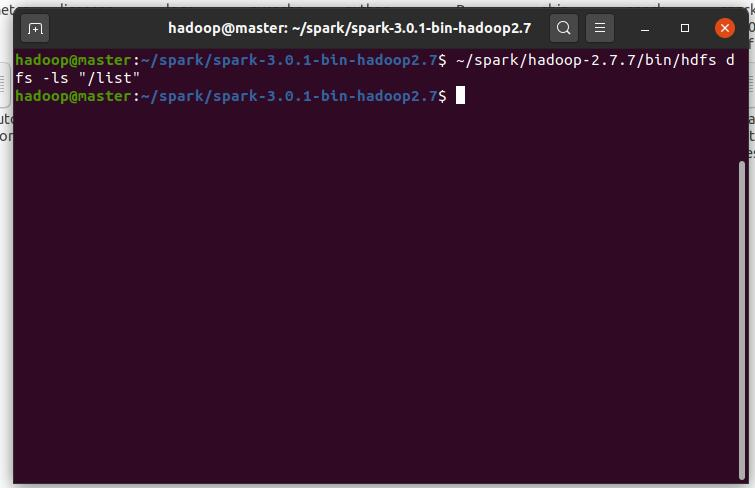 hadoop@master: ~/spark/spark-3.0.1-bin-hadoop2.7
hadoop@master:~/spark/spark-3.0.1-bin-hadoop2.7$ ~/spark/hadoop-2.7.7/bin/hdfs d
fs -ls "/list"
hadoop@master:~/spark/spark-3.0.1-bin-hadoop2.7$